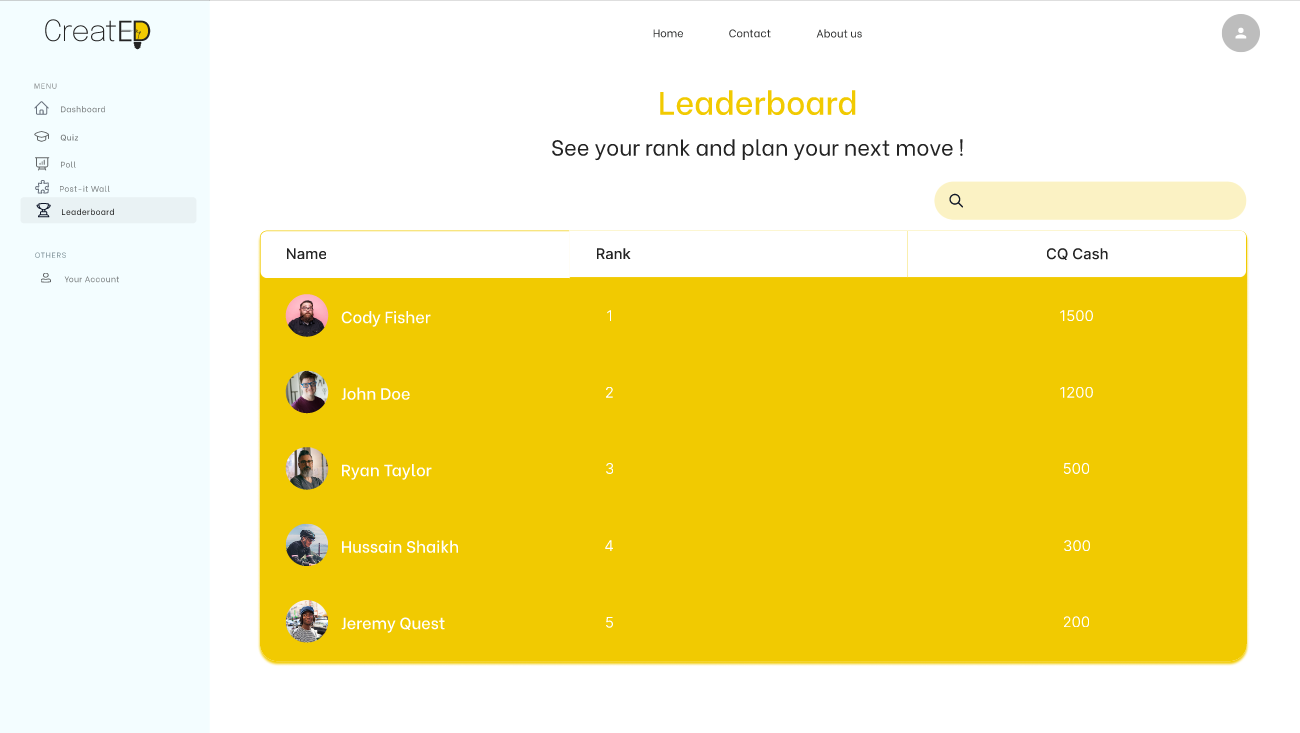 CreatED
Home Contact About us
MENU
Dashboard
Quiz
Poll
Post-it Wall
Leaderboard
OTHERS
Your Account
Leaderboard
See your rank and plan your next move !
Name Rank CQ Cash
Cody Fisher 1 1500
John Doe 2 1200
Ryan Taylor 3 500
Hussain Shaikh 4 300
Jeremy Quest 5 200